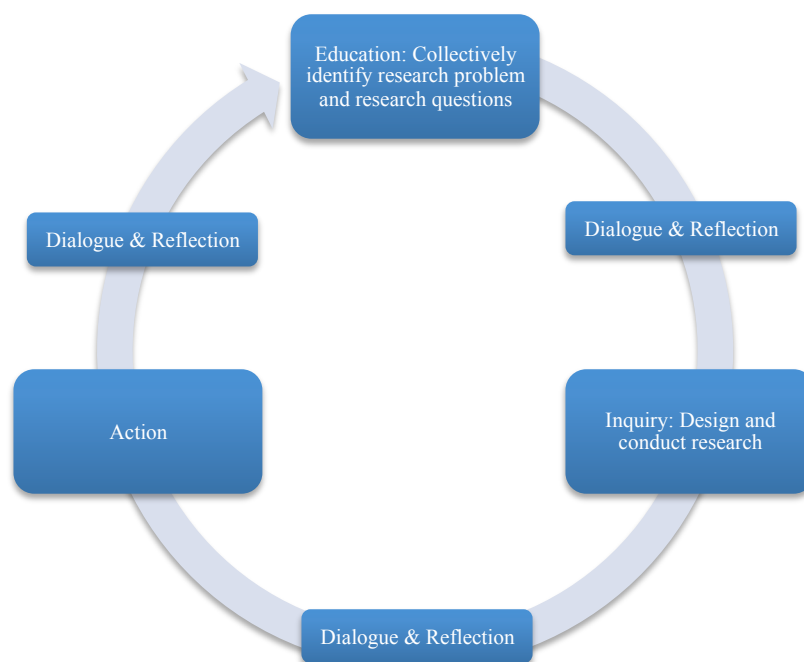 Education: Collectively
identify research problem
and research questions
Dialogue & Reflection
Dialogue & Reflection
Action
Inquiry: Design and
conduct research
Dialogue & Reflection